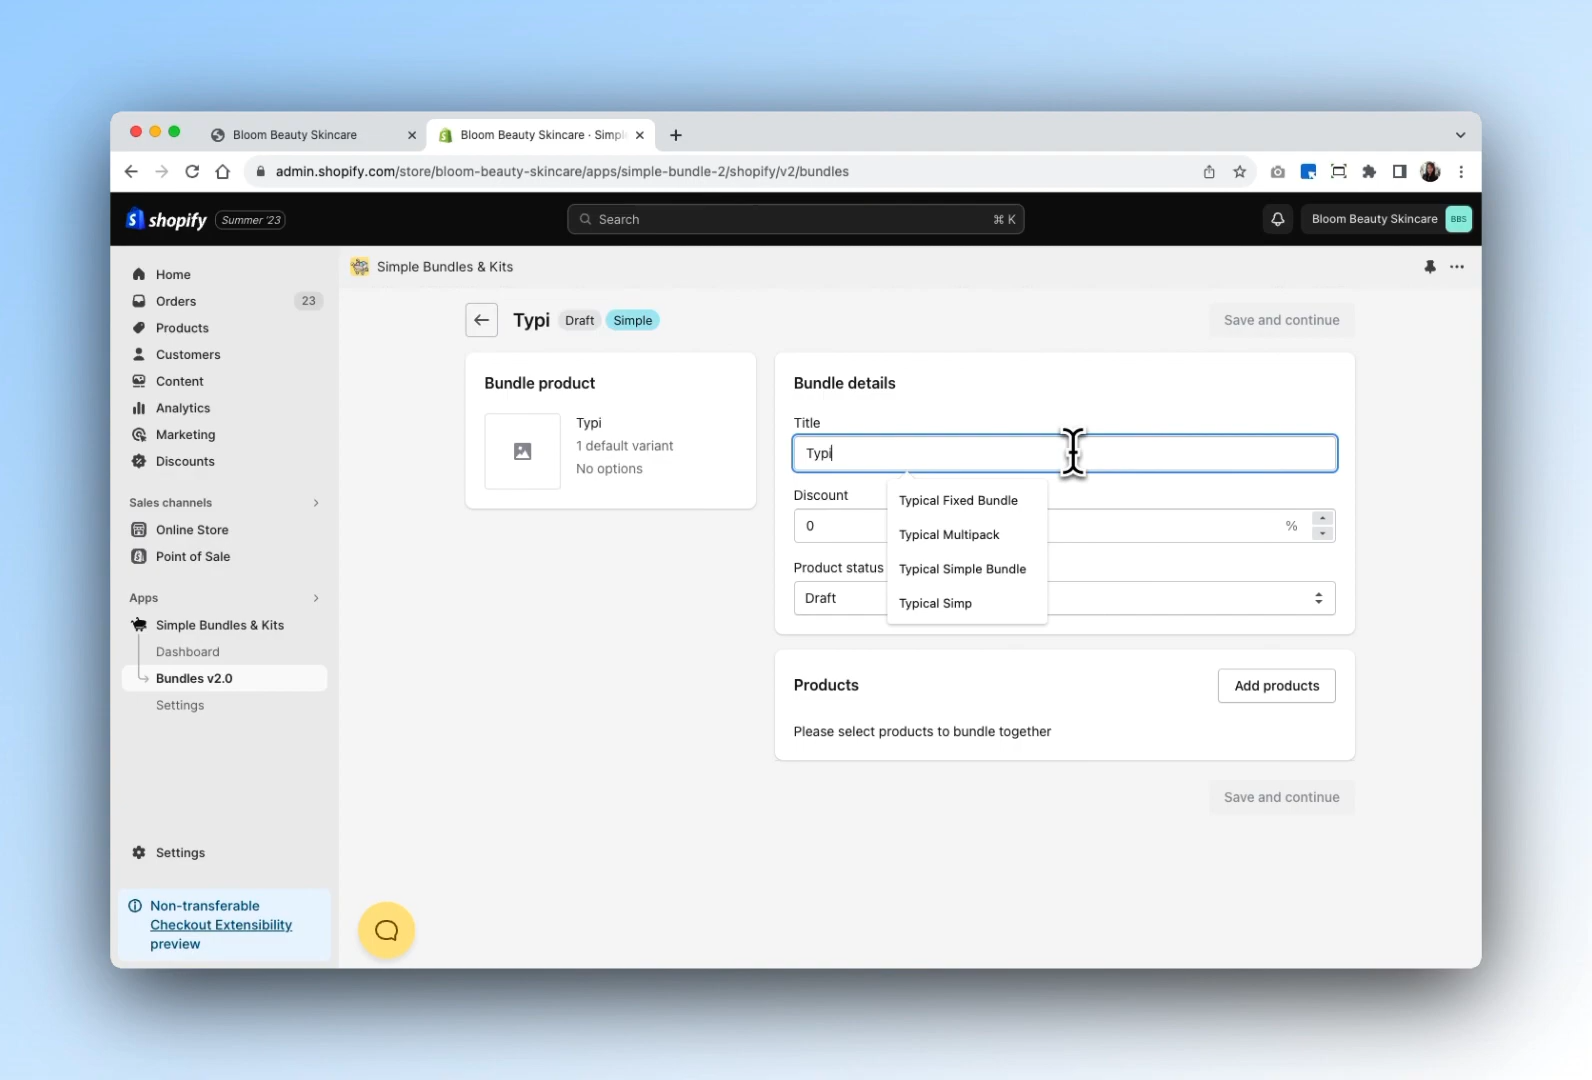 Bloom Beauty Skincare
Bloom Beauty Skincare · Simpl
admin.shopify.com/store/bloom-beauty-skincare/apps/simple-bundle-2/shopify/v2/bundles
shopify Summer '23
Search ⌘ K
Bloom Beauty Skincare BBS
Simple Bundles & Kits
Home
Orders 23
Products
Customers
Content
Analytics
Marketing
Discounts
Sales channels
Online Store
Point of Sale
Apps
Simple Bundles & Kits
Dashboard
Bundles v2.0
Settings
Settings
Non-transferable
Checkout Extensibility
preview
Typi Draft Simple
Save and continue
Bundle product
Typi
1 default variant
No options
Bundle details
Title
Typi
Discount
0 %
Product status
Draft
Typical Fixed Bundle
Typical Multipack
Typical Simple Bundle
Typical Simp
Products
Add products
Please select products to bundle together
Save and continue